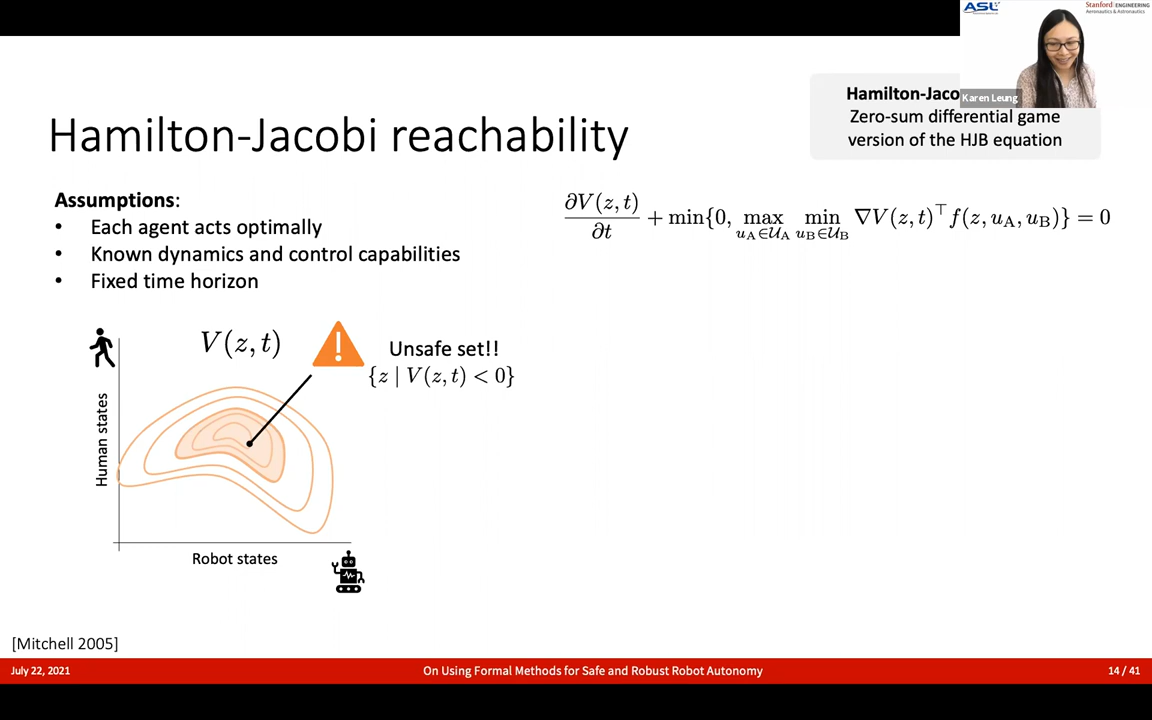 ASL
Stanford ENGINEERING
Aeronautics & Astronautics
Karen Leung
Hamilton-Jaco
Zero-sum differential game
version of the HJB equation
Hamilton-Jacobi reachability
Assumptions:
• Each agent acts optimally
• Known dynamics and control capabilities
• Fixed time horizon
∂V(z, t)/∂t + min{0, max_{u_A∈𝒰_A} min_{u_B∈𝒰_B} ∇V(z, t)^⊤ f(z, u_A, u_B)} = 0
V(z, t)
Unsafe set!!
{z | V(z, t) < 0}
Human states
Robot states
[Mitchell 2005]
July 22, 2021
On Using Formal Methods for Safe and Robust Robot Autonomy
14 / 41